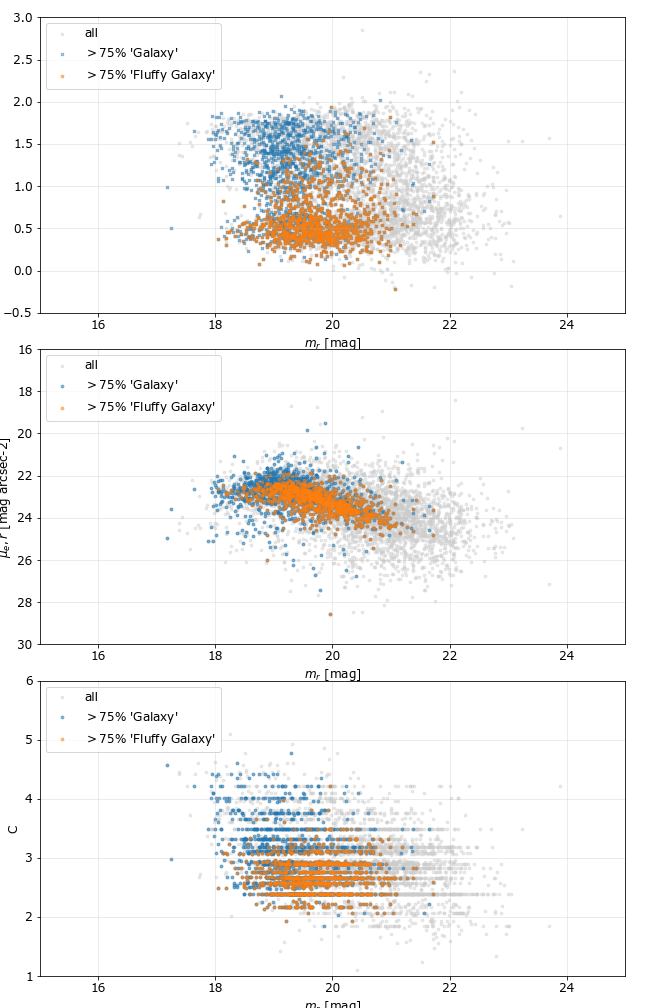 3.0
2.5
2.0
1.5
1.0
0.5
0.0
−0.5
all
> 75% 'Galaxy'
> 75% 'Fluffy Galaxy'
16 18 20 22 24
m_r [mag]
16
18
20
22
24
26
28
30
μ_e, r [mag arcsec-2]
all
> 75% 'Galaxy'
> 75% 'Fluffy Galaxy'
16 18 20 22 24
m_r [mag]
6
5
4
3
2
1
C
all
> 75% 'Galaxy'
> 75% 'Fluffy Galaxy'
16 18 20 22 24
m_r [mag]